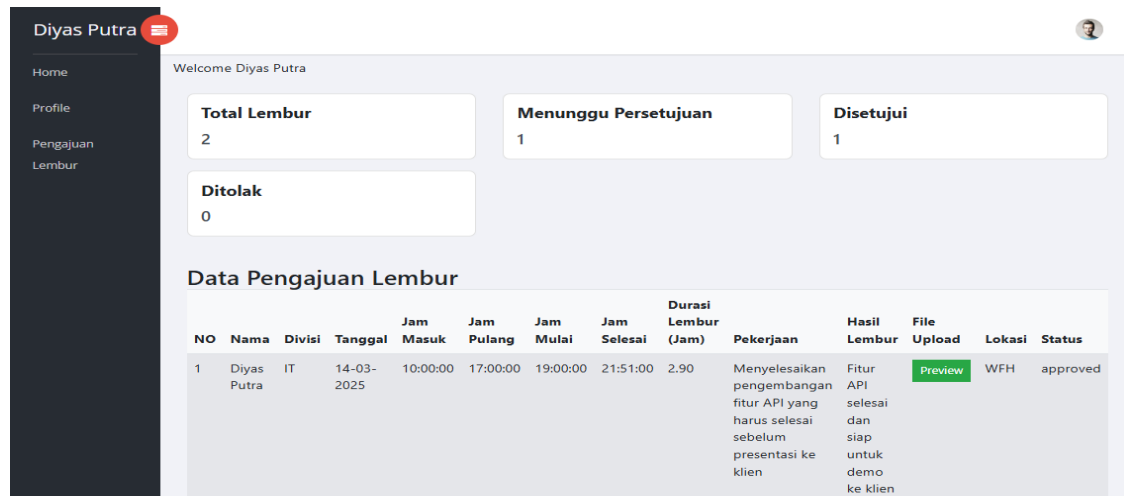 Diyas Putra
Home
Profile
Pengajuan
Lembur
Welcome Diyas Putra
Total Lembur
2
Menunggu Persetujuan
1
Disetujui
1
Ditolak
0
Data Pengajuan Lembur
NO Nama Divisi Tanggal Jam Masuk Jam Pulang Jam Mulai Jam Selesai Durasi Lembur (Jam) Pekerjaan Hasil Lembur File Upload Lokasi Status
1 Diyas Putra IT 14-03-2025 10:00:00 17:00:00 19:00:00 21:51:00 2.90 Menyelesaikan pengembangan fitur API yang harus selesai sebelum presentasi ke klien Fitur API selesai dan siap untuk demo ke klien Preview WFH approved